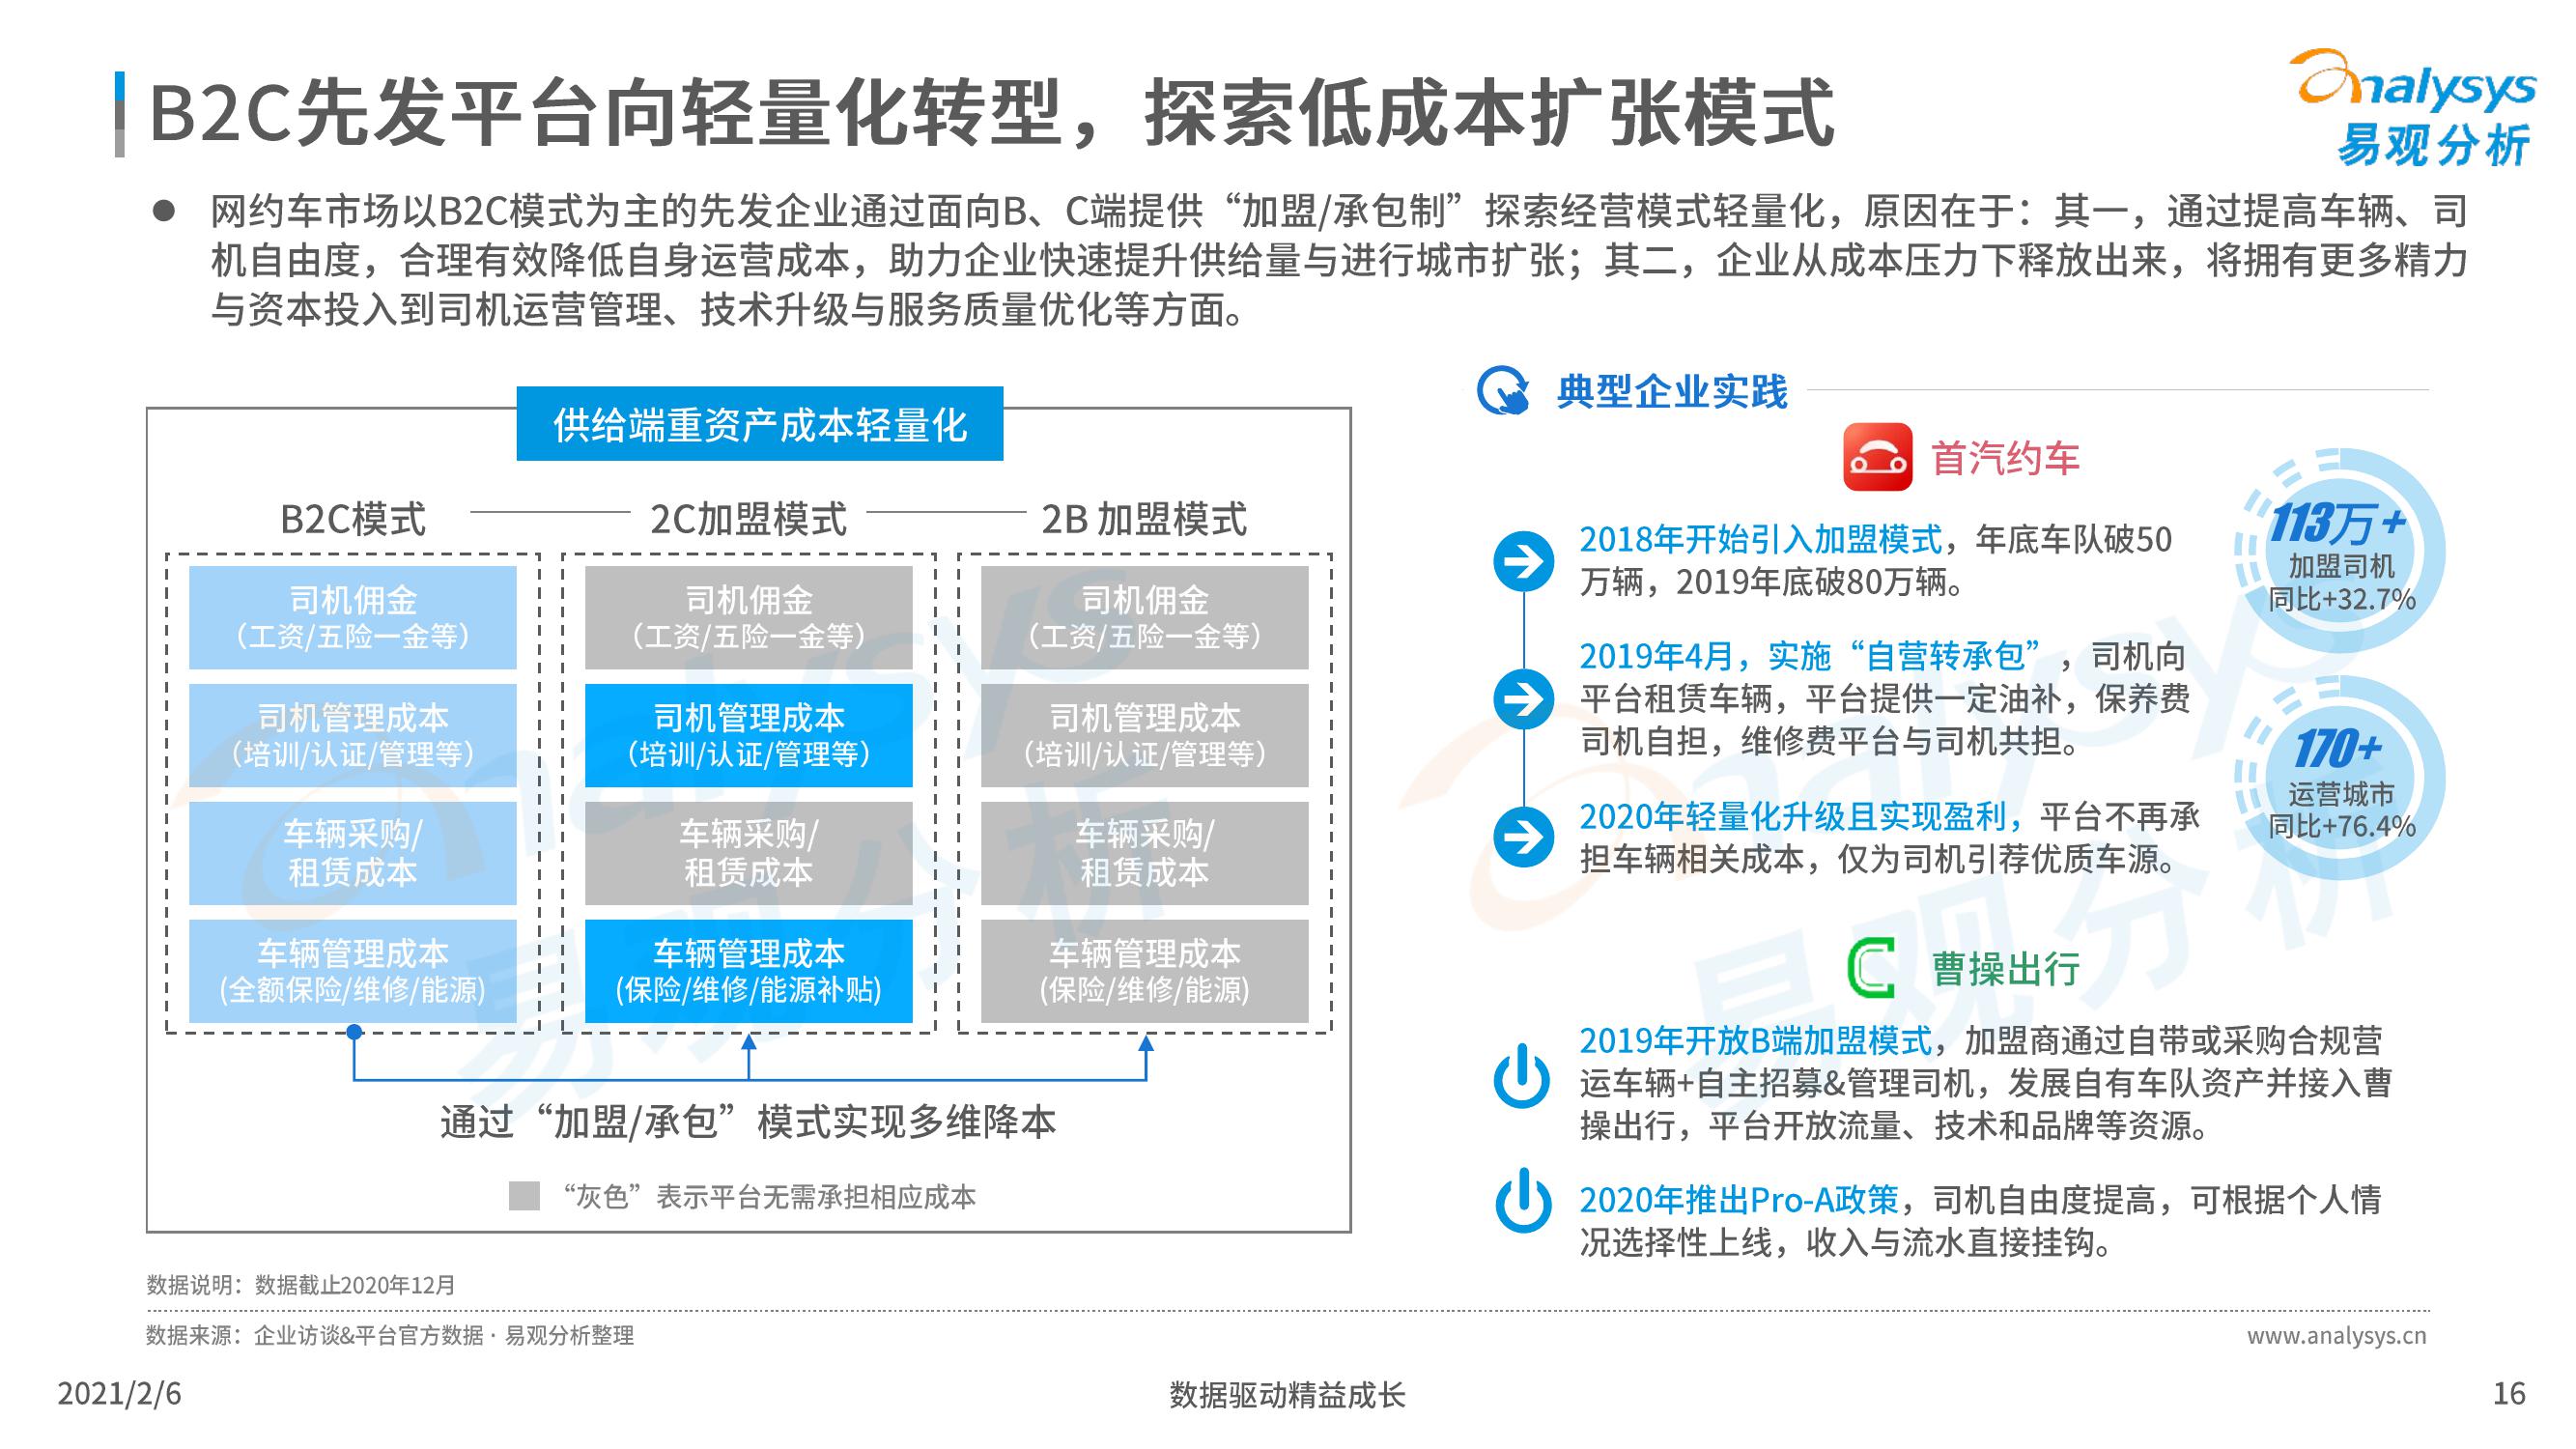 B2C先发平台向轻量化转型，探索低成本扩张模式
analysys
易观分析
● 网约车市场以B2C模式为主的先发企业通过面向B、C端提供“加盟/承包制”探索经营模式轻量化，原因在于：其一，通过提高车辆、司
机自由度，合理有效降低自身运营成本，助力企业快速提升供给量与进行城市扩张；其二，企业从成本压力下释放出来，将拥有更多精力
与资本投入到司机运营管理、技术升级与服务质量优化等方面。
供给端重资产成本轻量化
B2C模式
2C加盟模式
2B 加盟模式
司机佣金
（工资/五险一金等）
司机管理成本
（培训/认证/管理等）
车辆采购/
租赁成本
车辆管理成本
(全额保险/维修/能源)
司机佣金
（工资/五险一金等）
司机管理成本
（培训/认证/管理等）
车辆采购/
租赁成本
车辆管理成本
(保险/维修/能源补贴)
司机佣金
（工资/五险一金等）
司机管理成本
（培训/认证/管理等）
车辆采购/
租赁成本
车辆管理成本
(保险/维修/能源)
通过“加盟/承包”模式实现多维降本
“灰色”表示平台无需承担相应成本
典型企业实践
首汽约车
2018年开始引入加盟模式，年底车队破50
万辆，2019年底破80万辆。
2019年4月，实施“自营转承包”，司机向
平台租赁车辆，平台提供一定油补，保养费
司机自担，维修费平台与司机共担。
2020年轻量化升级且实现盈利，平台不再承
担车辆相关成本，仅为司机引荐优质车源。
113万+
加盟司机
同比+32.7%
170+
运营城市
同比+76.4%
曹操出行
2019年开放B端加盟模式，加盟商通过自带或采购合规营
运车辆+自主招募&管理司机，发展自有车队资产并接入曹
操出行，平台开放流量、技术和品牌等资源。
2020年推出Pro-A政策，司机自由度提高，可根据个人情
况选择性上线，收入与流水直接挂钩。
数据说明：数据截止2020年12月
数据来源：企业访谈&平台官方数据 · 易观分析整理
www.analysys.cn
2021/2/6
数据驱动精益成长
16